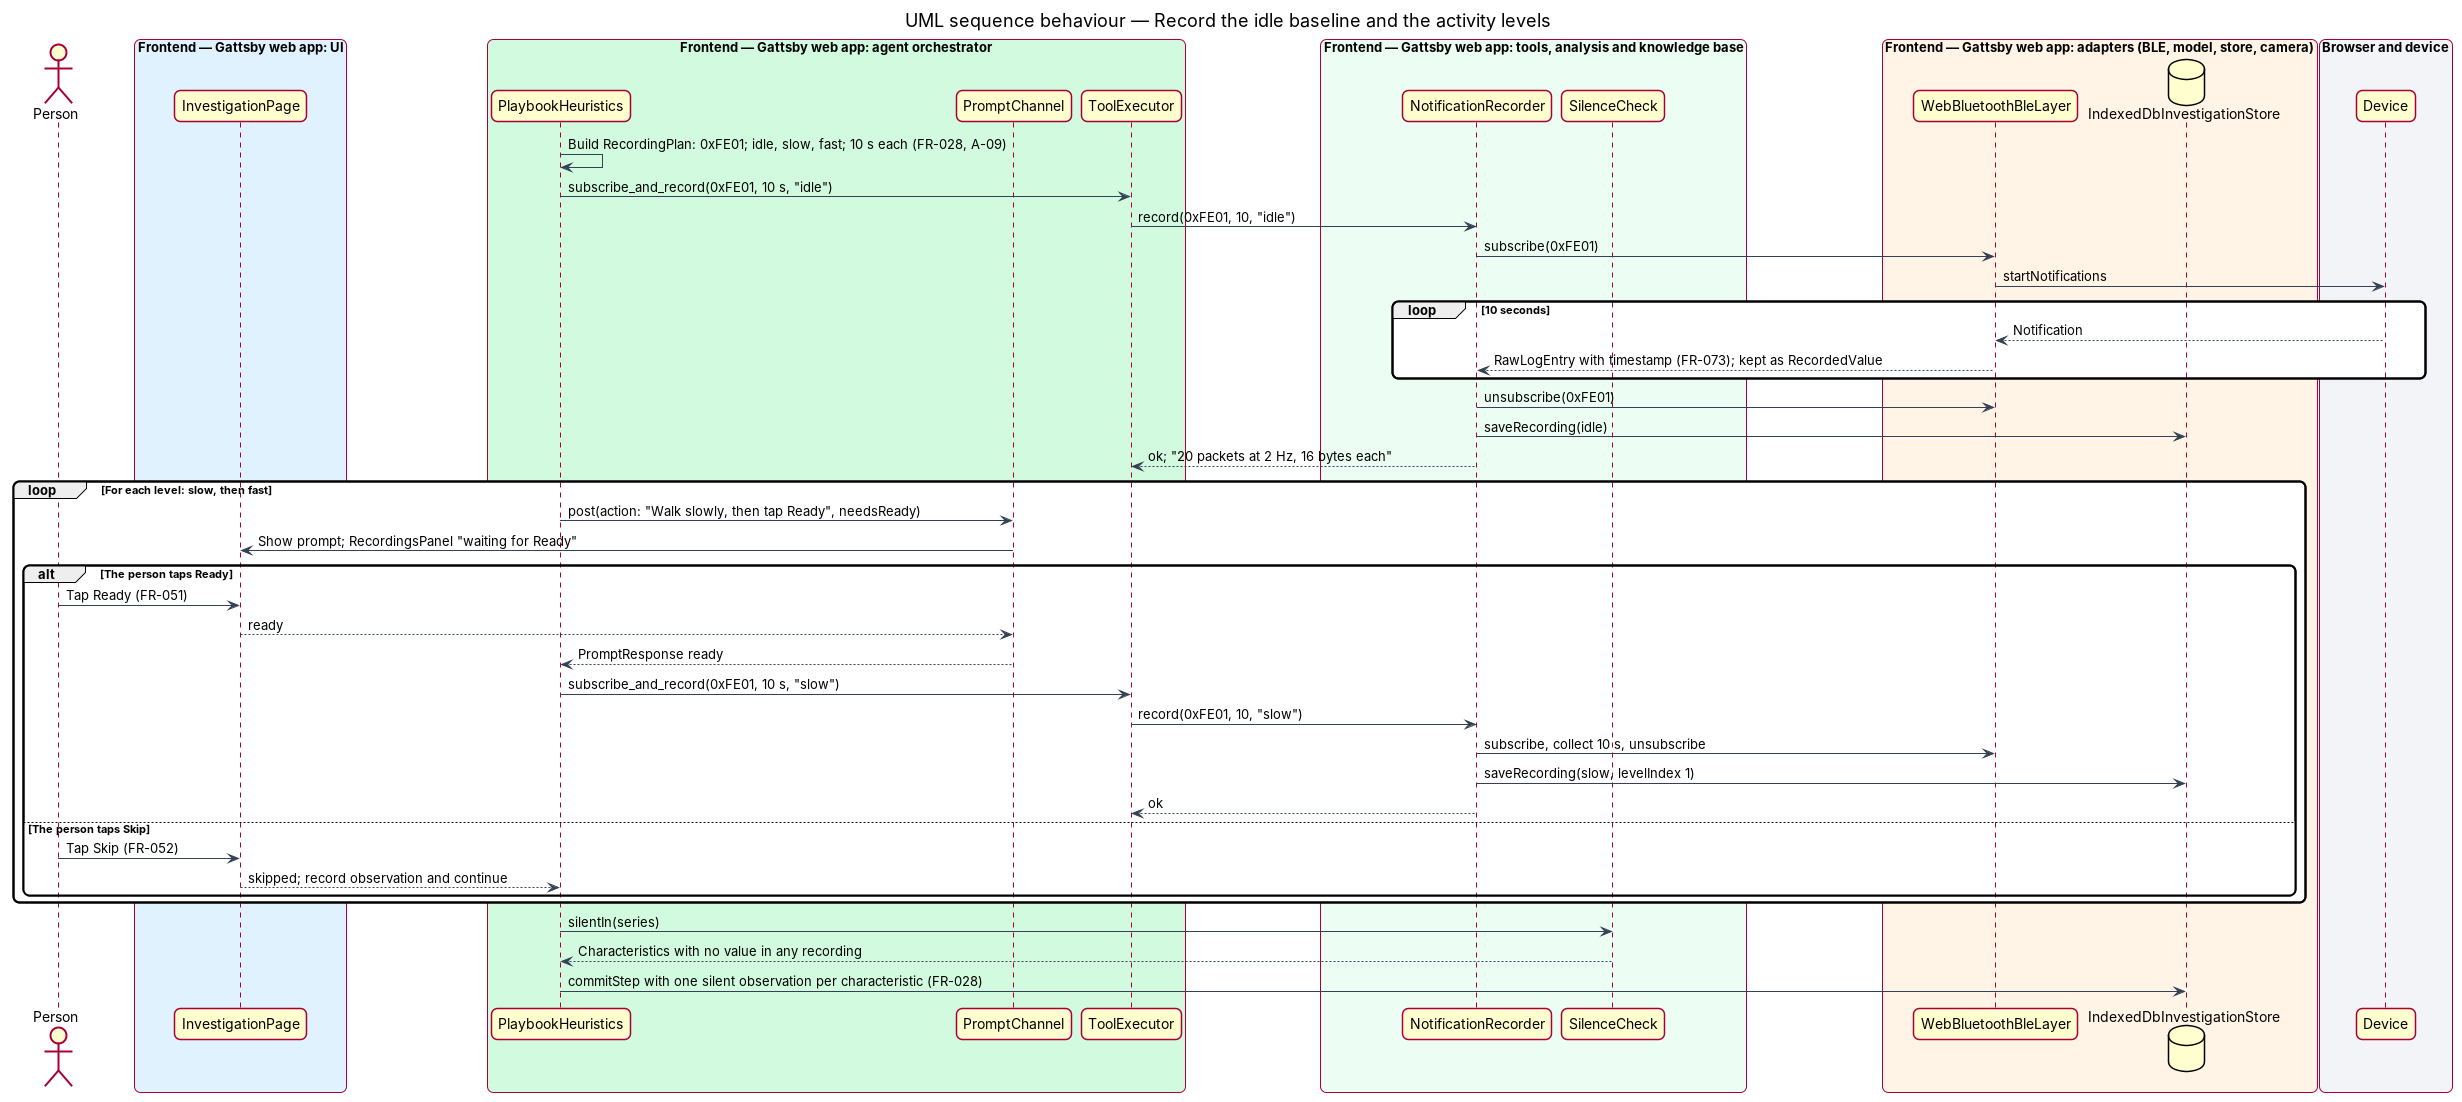 UML sequence behaviour — Record the idle baseline and the activity levels
Frontend — Gattsby web app: UI
Frontend — Gattsby web app: agent orchestrator
Frontend — Gattsby web app: tools, analysis and knowledge base
Frontend — Gattsby web app: adapters (BLE, model, store, camera)
Browser and device
Person
InvestigationPage
PlaybookHeuristics
PromptChannel
ToolExecutor
NotificationRecorder
SilenceCheck
WebBluetoothBleLayer
IndexedDbInvestigationStore
Device
Build RecordingPlan: 0xFE01; idle, slow, fast; 10 s each (FR-028, A-09)
subscribe_and_record(0xFE01, 10 s, "idle")
record(0xFE01, 10, "idle")
subscribe(0xFE01)
startNotifications
loop
[10 seconds]
Notification
RawLogEntry with timestamp (FR-073); kept as RecordedValue
unsubscribe(0xFE01)
saveRecording(idle)
ok; "20 packets at 2 Hz, 16 bytes each"
loop
[For each level: slow, then fast]
post(action: "Walk slowly, then tap Ready", needsReady)
Show prompt; RecordingsPanel "waiting for Ready"
alt
[The person taps Ready]
Tap Ready (FR-051)
ready
PromptResponse ready
subscribe_and_record(0xFE01, 10 s, "slow")
record(0xFE01, 10, "slow")
subscribe, collect 10 s, unsubscribe
saveRecording(slow, levelIndex 1)
ok
[The person taps Skip]
Tap Skip (FR-052)
skipped; record observation and continue
silentIn(series)
Characteristics with no value in any recording
commitStep with one silent observation per characteristic (FR-028)
Person
InvestigationPage
PlaybookHeuristics
PromptChannel
ToolExecutor
NotificationRecorder
SilenceCheck
WebBluetoothBleLayer
IndexedDbInvestigationStore
Device